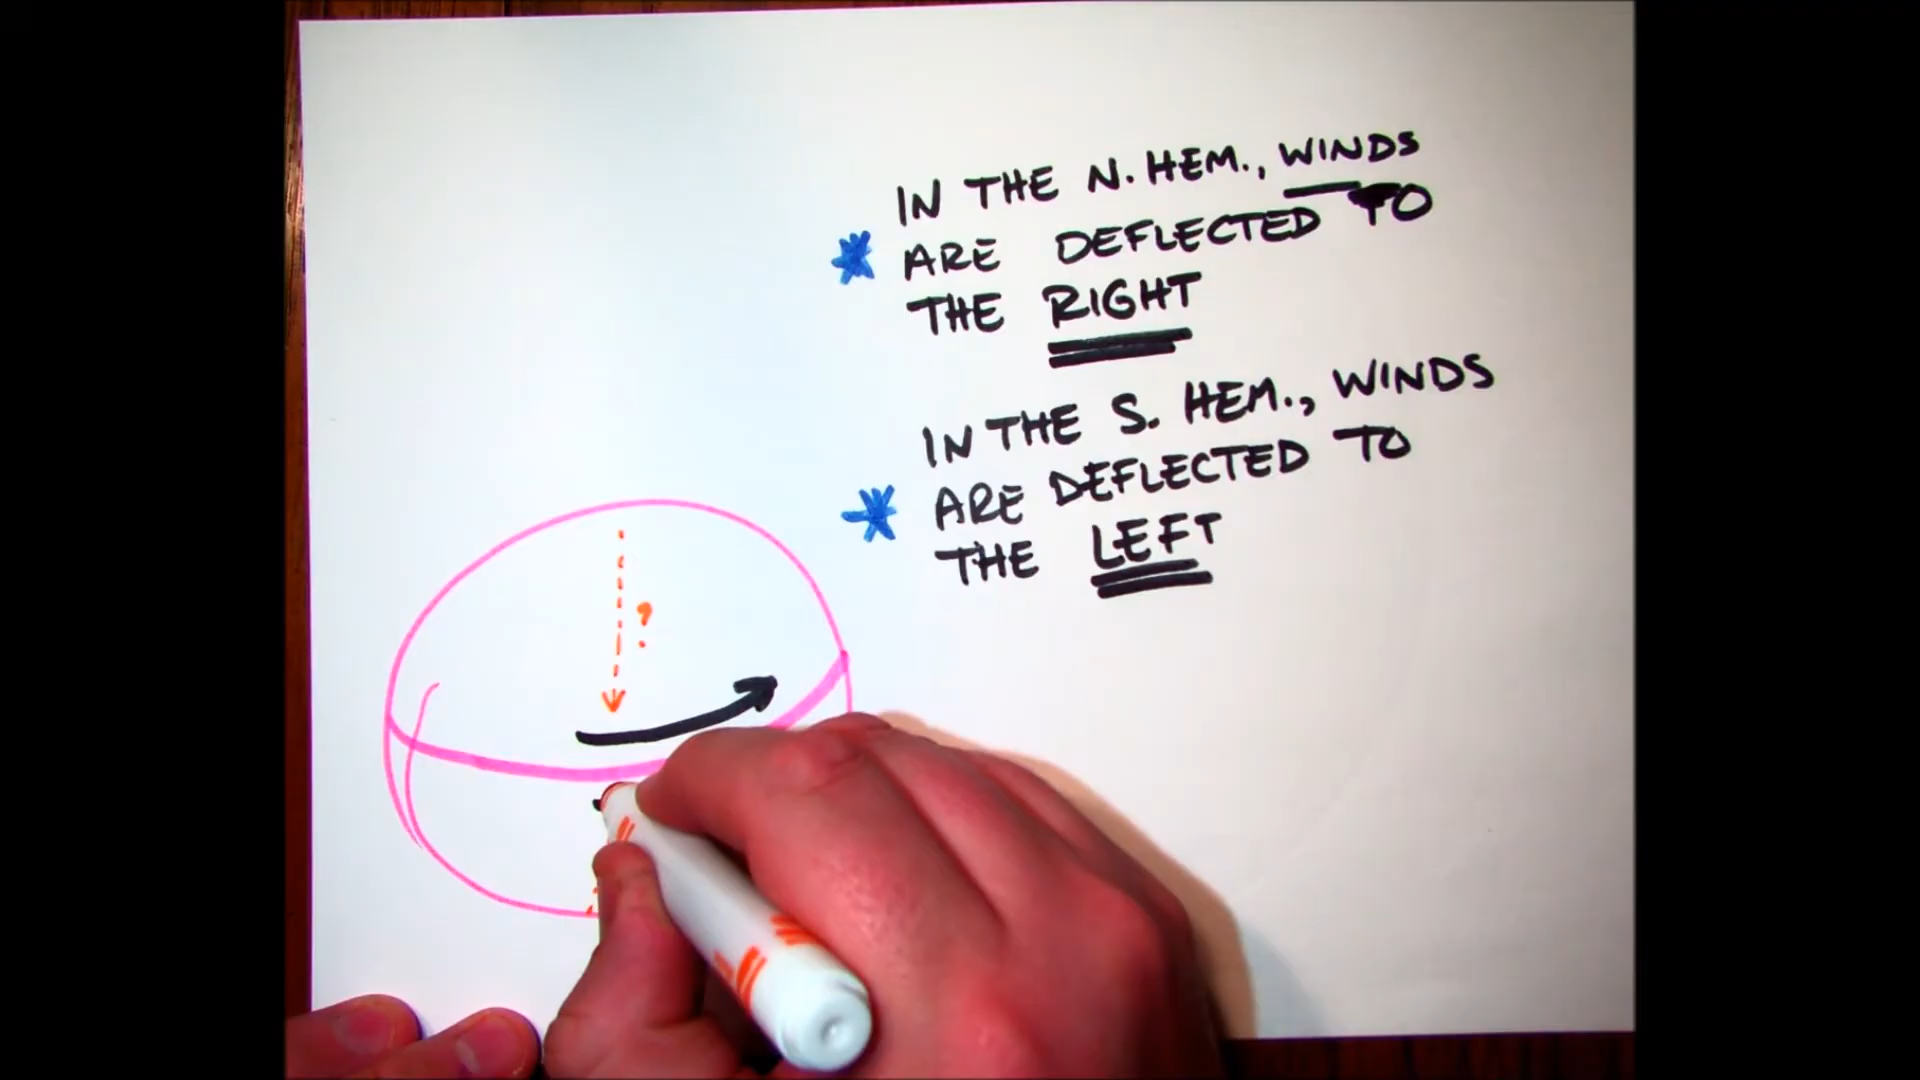 IN THE N. HEM., WINDS
* ARE DEFLECTED TO
THE RIGHT
IN THE S. HEM., WINDS
* ARE DEFLECTED TO
THE LEFT
?